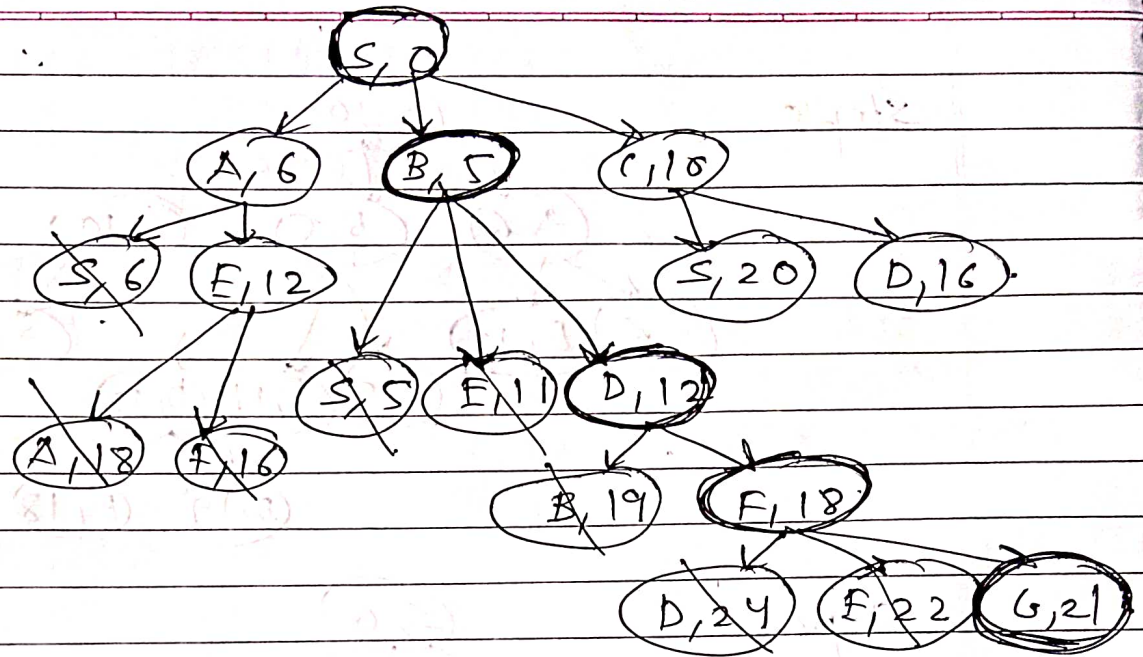 S, 0
A, 6 B, 5 C, 10
S, 6 E, 12 S, 20 D, 16
S, 5 E, 11 D, 12
A, 18 F, 16 B, 19 F, 18
D, 24 E, 22 G, 21